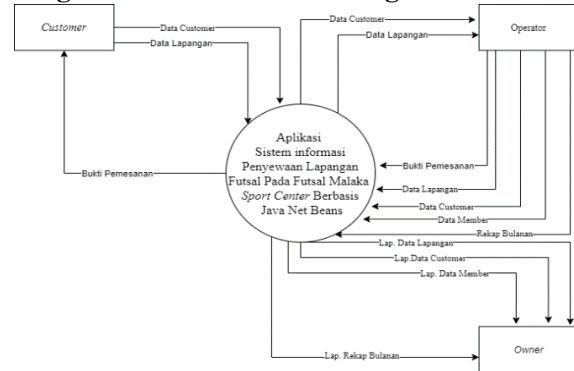 Customer
Data Customer
Data Lapangan
Data Customer
Data Lapangan
Operator
Aplikasi
Sistem informasi
Penyewaan Lapangan
Futsal Pada Futsal Malaka
Sport Center Berbasis
Java Net Beans
Bukti Pemesanan
Bukti Pemesanan
Data Lapangan
Data Customer
Data Member
Rekap Bulanan
Lap. Data Lapangan
Lap.Data Customer
Lap. Data Member
Lap. Rekap Bulanan
Owner